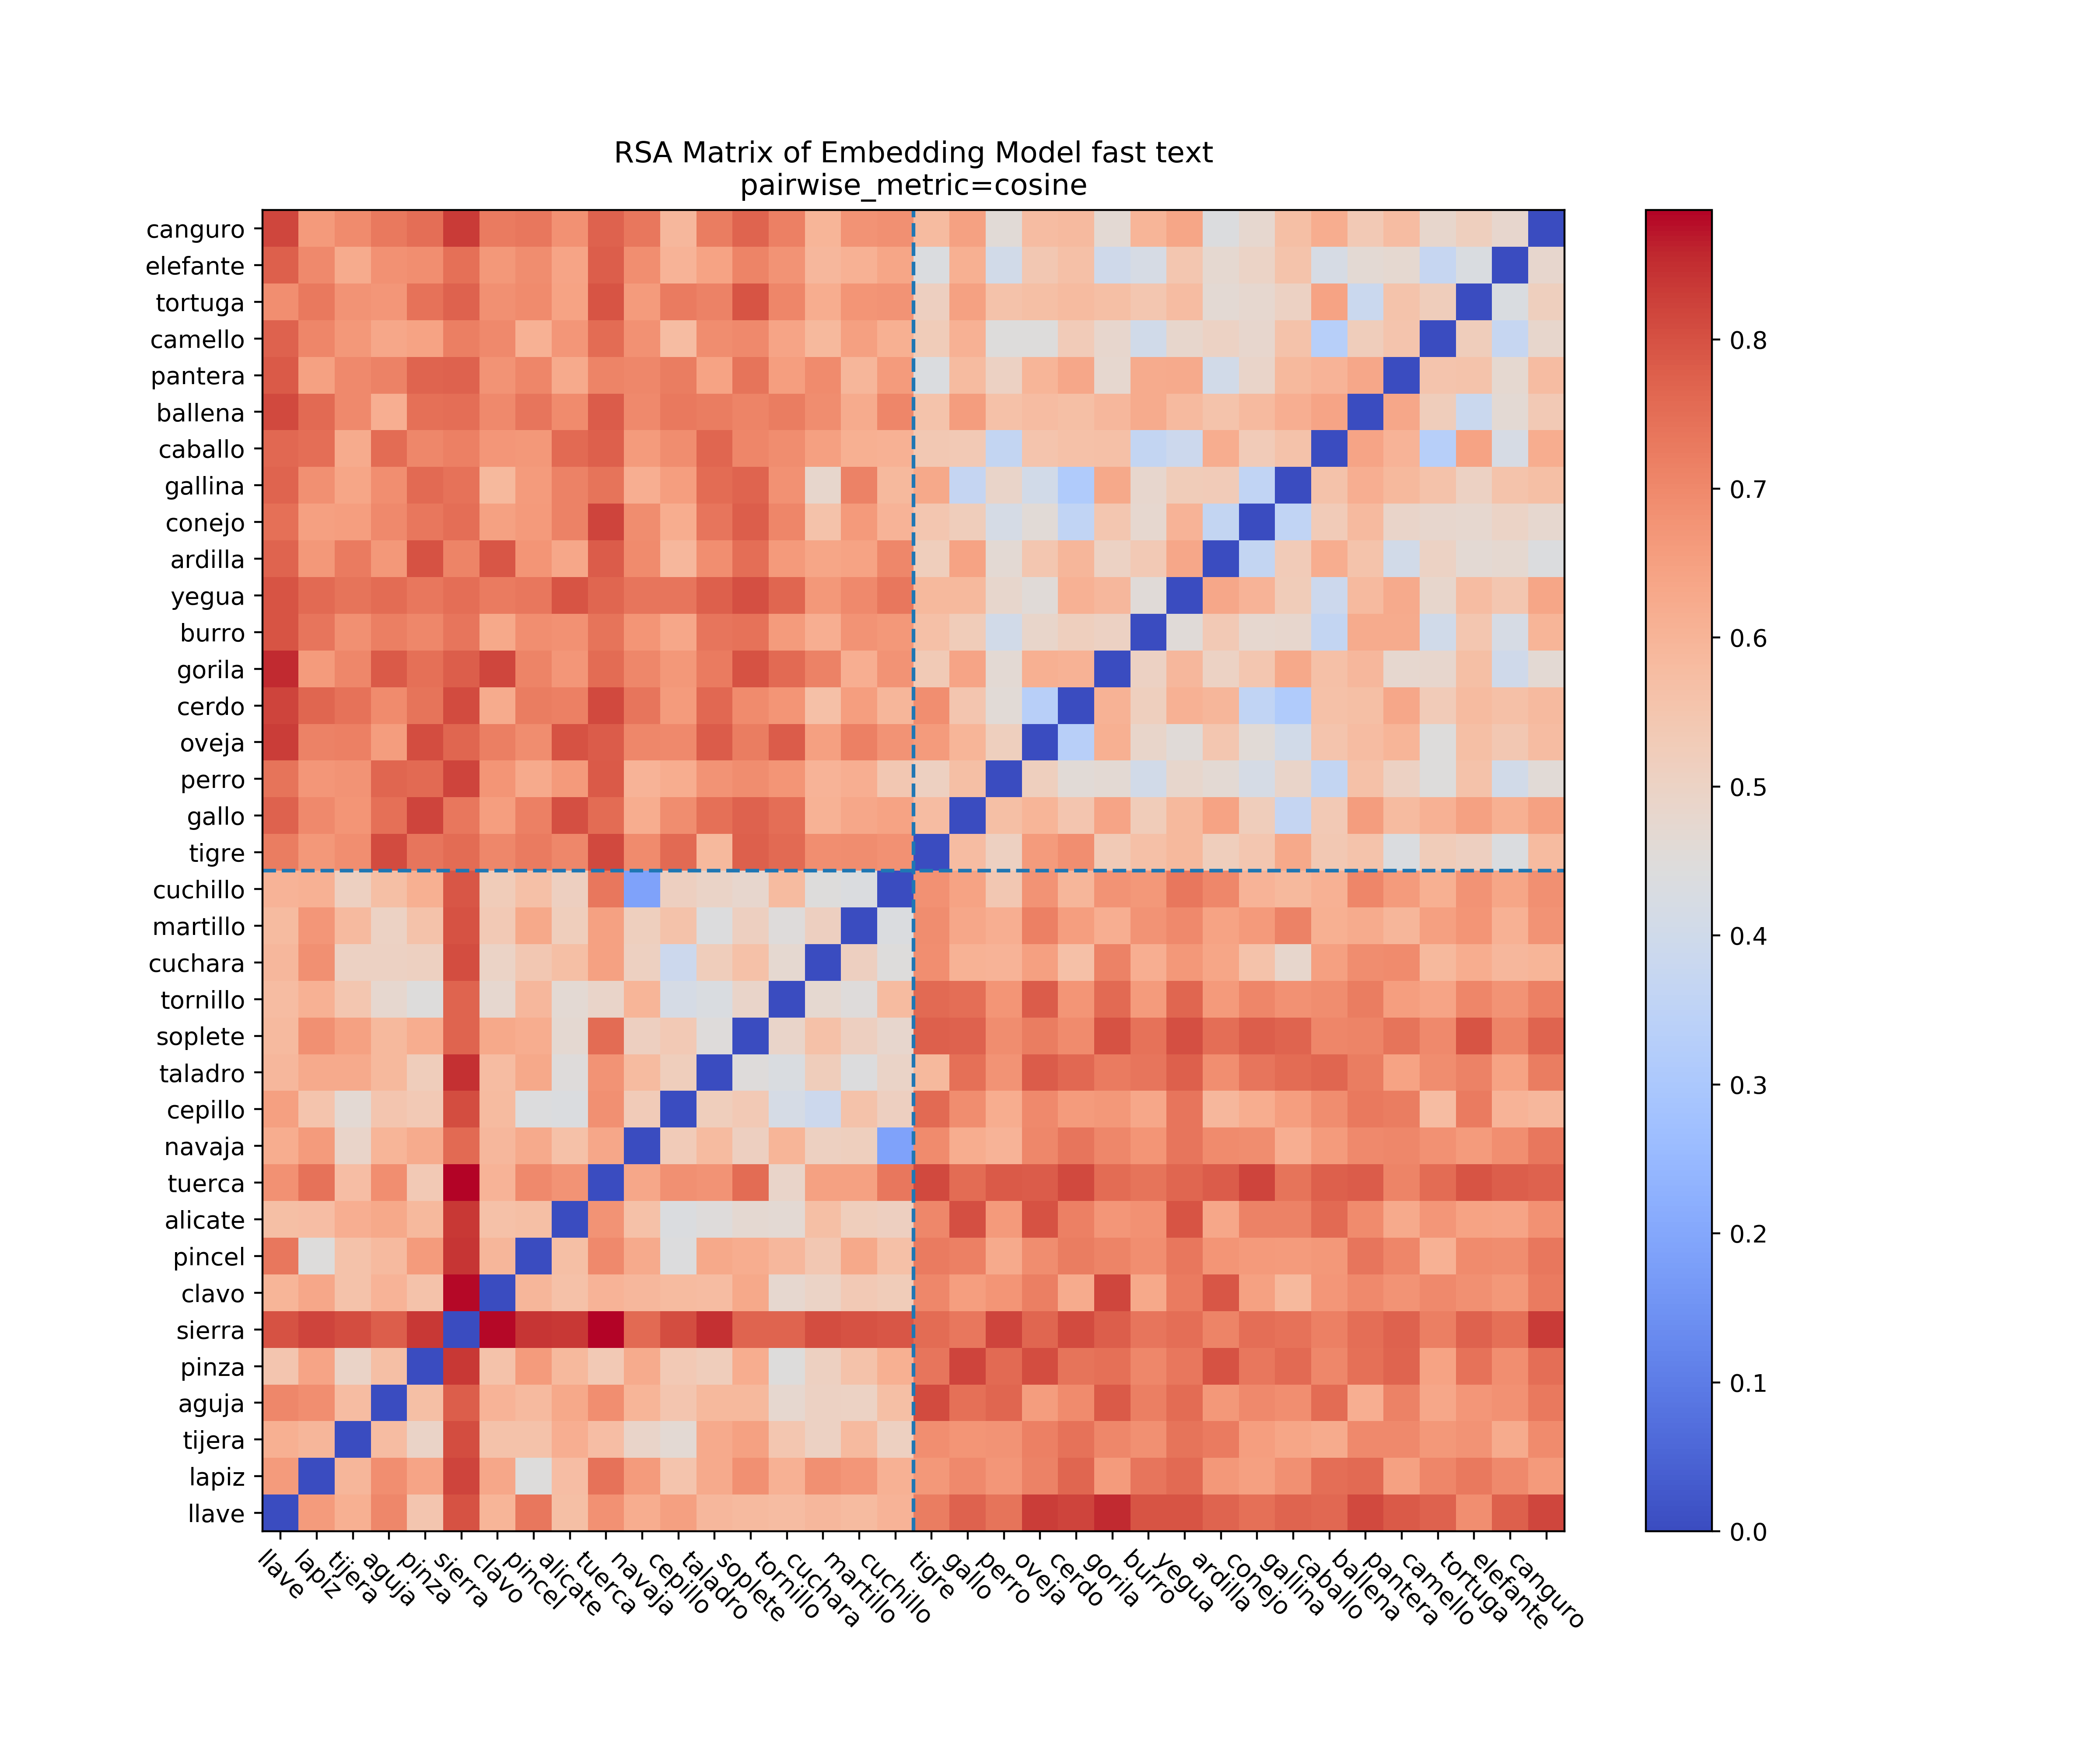 RSA Matrix of Embedding Model fast text
pairwise_metric=cosine
canguro
elefante
tortuga
camello
pantera
ballena
caballo
gallina
conejo
ardilla
yegua
burro
gorila
cerdo
oveja
perro
gallo
tigre
cuchillo
martillo
cuchara
tornillo
soplete
taladro
cepillo
navaja
tuerca
alicate
pincel
clavo
sierra
pinza
aguja
tijera
lapiz
llave
llave
lapiz
tijera
aguja
pinza
sierra
clavo
pincel
alicate
tuerca
navaja
cepillo
taladro
soplete
tornillo
cuchara
martillo
cuchillo
tigre
gallo
perro
oveja
cerdo
gorila
burro
yegua
ardilla
conejo
gallina
caballo
ballena
pantera
camello
tortuga
elefante
canguro
0.8
0.7
0.6
0.5
0.4
0.3
0.2
0.1
0.0